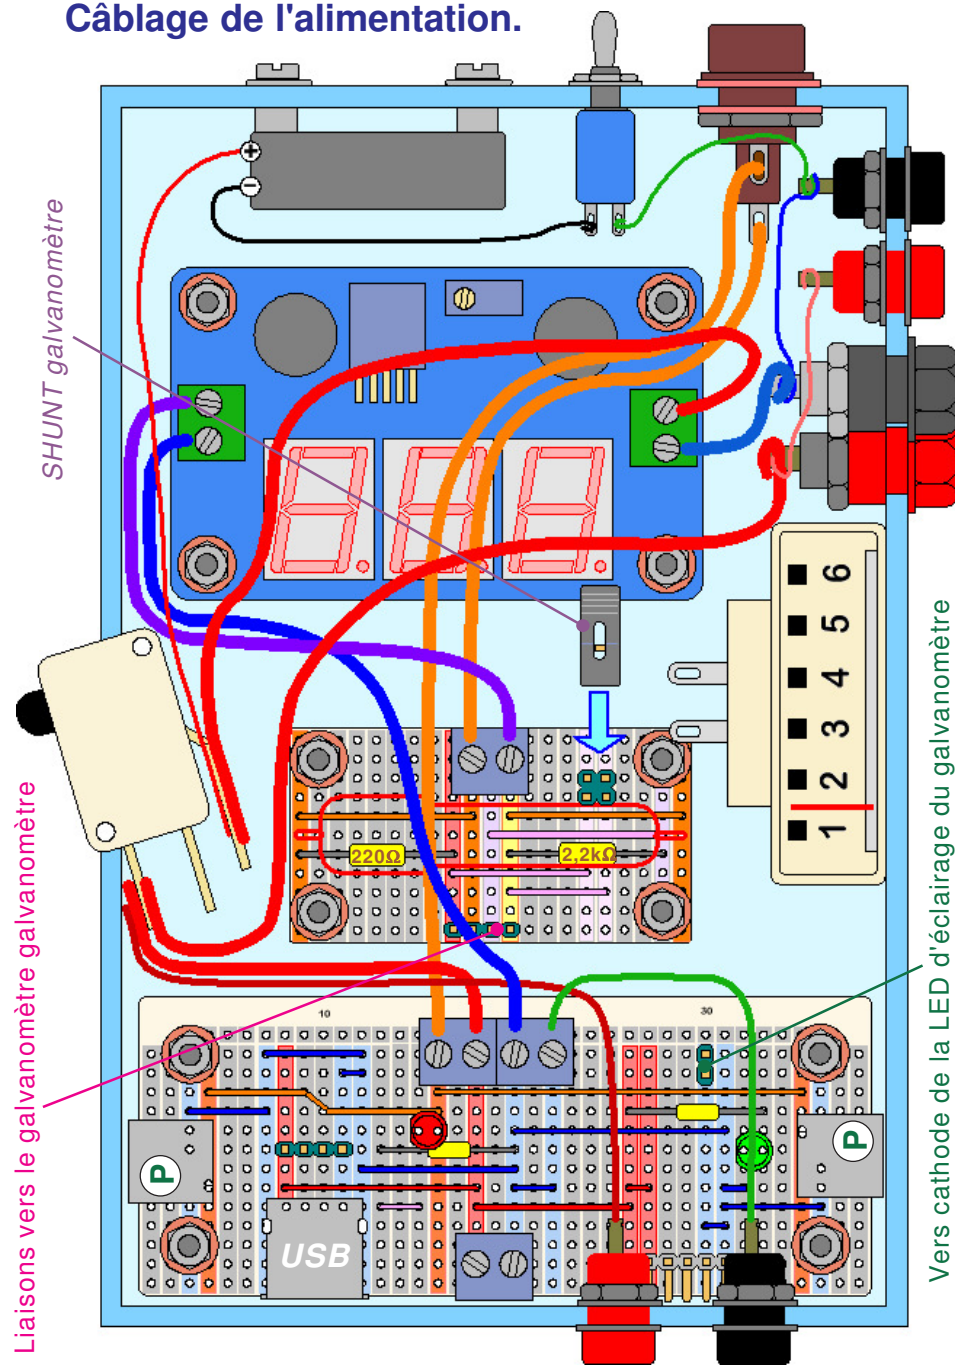 Câblage de l'alimentation.
+
−
SHUNT galvanomètre
6
5
4
3
2
1
220Ω
2,2kΩ
Liaisons vers le galvanomètre galvanomètre
10
30
Vers cathode de la LED d'éclairage du galvanomètre
P
P
USB